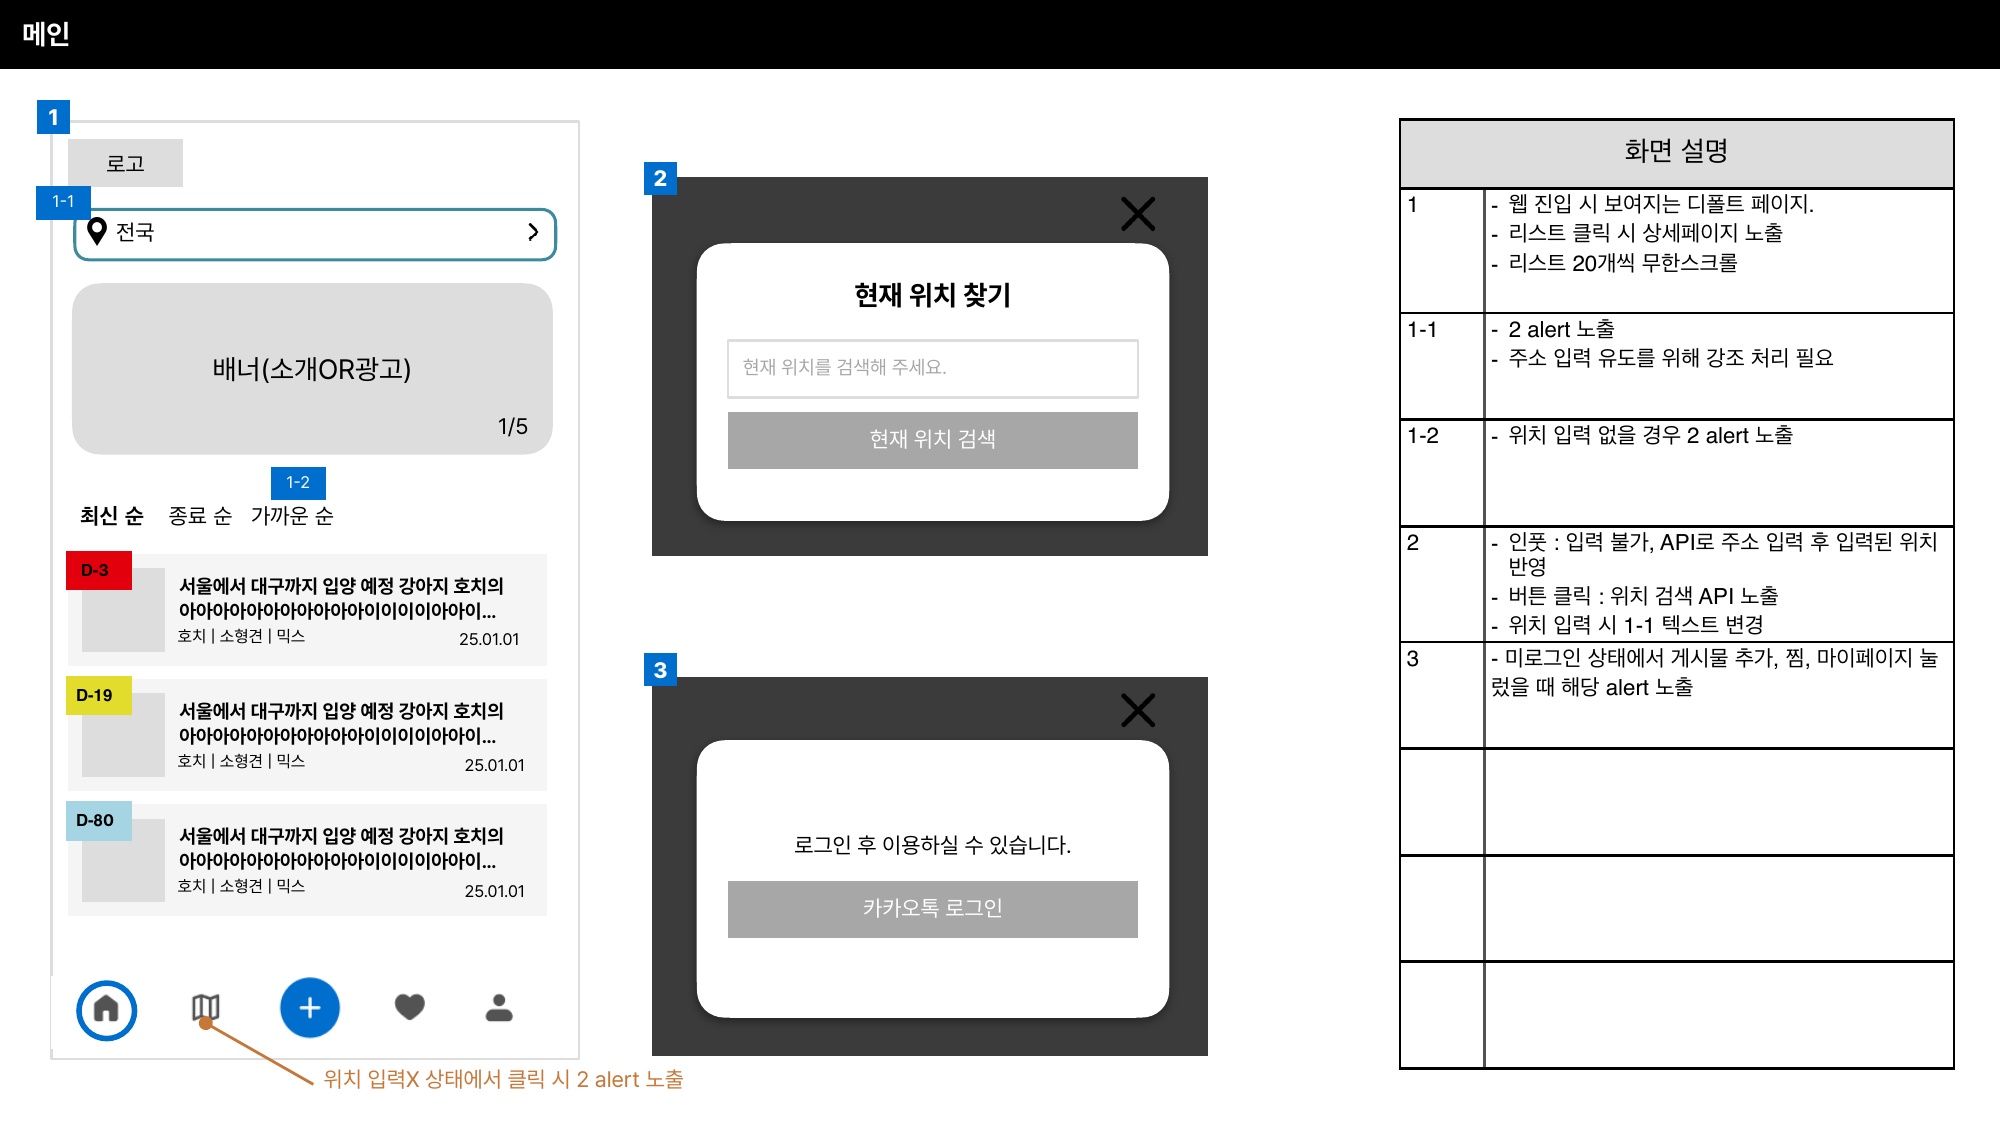 메인
1
로고
1-1
전국
배너(소개OR광고)
1/5
1-2
최신 순 종료 순 가까운 순
D-3
서울에서 대구까지 입양 예정 강아지 호치의
아아아아아아아아아아아이이이이아아이...
호치 | 소형견 | 믹스
25.01.01
D-19
서울에서 대구까지 입양 예정 강아지 호치의
아아아아아아아아아아아이이이이아아이...
호치 | 소형견 | 믹스
25.01.01
D-80
서울에서 대구까지 입양 예정 강아지 호치의
아아아아아아아아아아아이이이이아아이...
호치 | 소형견 | 믹스
25.01.01
위치 입력X 상태에서 클릭 시 2 alert 노출
2
현재 위치 찾기
현재 위치를 검색해 주세요.
현재 위치 검색
3
로그인 후 이용하실 수 있습니다.
카카오톡 로그인
화면 설명
1
- 웹 진입 시 보여지는 디폴트 페이지.
- 리스트 클릭 시 상세페이지 노출
- 리스트 20개씩 무한스크롤
1-1
- 2 alert 노출
- 주소 입력 유도를 위해 강조 처리 필요
1-2
- 위치 입력 없을 경우 2 alert 노출
2
- 인풋 : 입력 불가, API로 주소 입력 후 입력된 위치
반영
- 버튼 클릭 : 위치 검색 API 노출
- 위치 입력 시 1-1 텍스트 변경
3
- 미로그인 상태에서 게시물 추가, 찜, 마이페이지 눌
렀을 때 해당 alert 노출